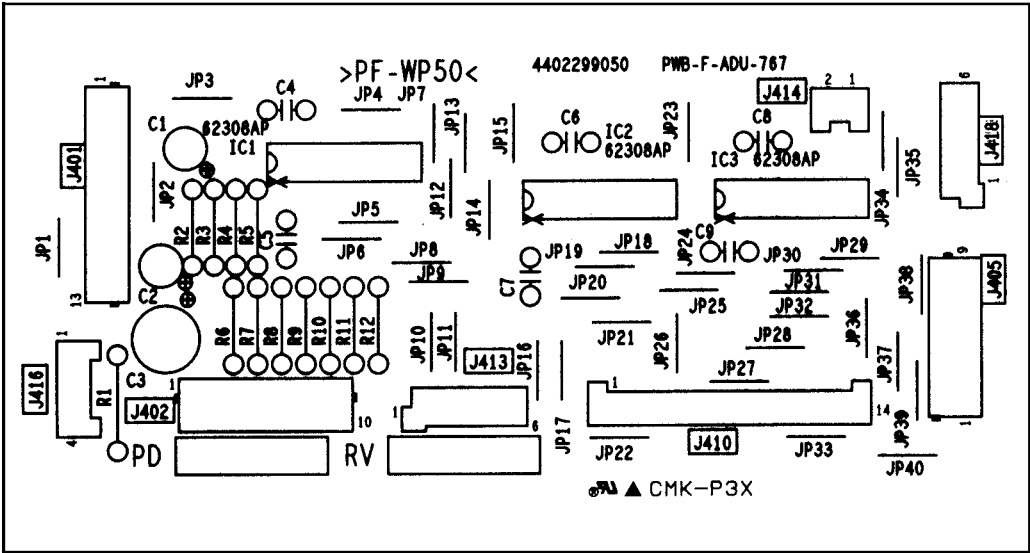 >PF-WP50<
4402299050 PWB-F-ADU-767
JP3
C4
JP4
JP7
JP13
JP15
C6
IC2
62308AP
JP23
C8
J414
2 1
6
J418
1
1
J401
C1
62308AP
IC1
IC3 62308AP
JP35
JP2
JP12
JP14
JP34
JP1
R2
R3
R4
R5
C5
JP5
JP6
JP8
JP9
JP19
JP18
JP24
C9
JP30
JP29
JP38
9
J405
13
C2
C7
JP20
JP25
JP31
JP32
JP36
R6
R7
R8
R9
R10
R11
R12
JP10
JP11
J413
JP16
JP21
JP26
JP28
JP37
1
J416
4
R1
C3
J402
1
10
1
6
JP17
1
JP27
14
JP39
1
PD
RV
JP22
J410
JP33
JP40
CMK-P3X